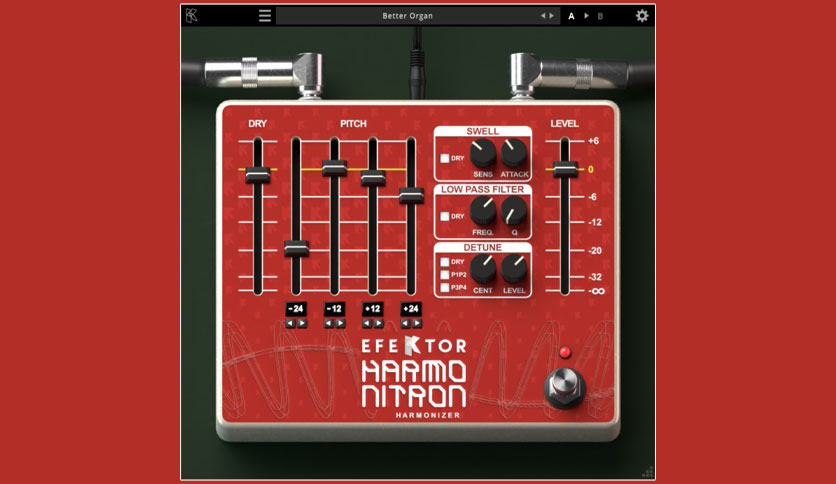 Better Organ
A
B
DRY PITCH LEVEL
SWELL
DRY
SENS ATTACK
LOW PASS FILTER
DRY
FREQ. Q
DETUNE
DRY
P1P2
P3P4
CENT LEVEL
+6
0
-6
-12
-20
-32
-∞
-24 -12 +12 +24
EFEKTOR
HARMO
NITRON
HARMONIZER